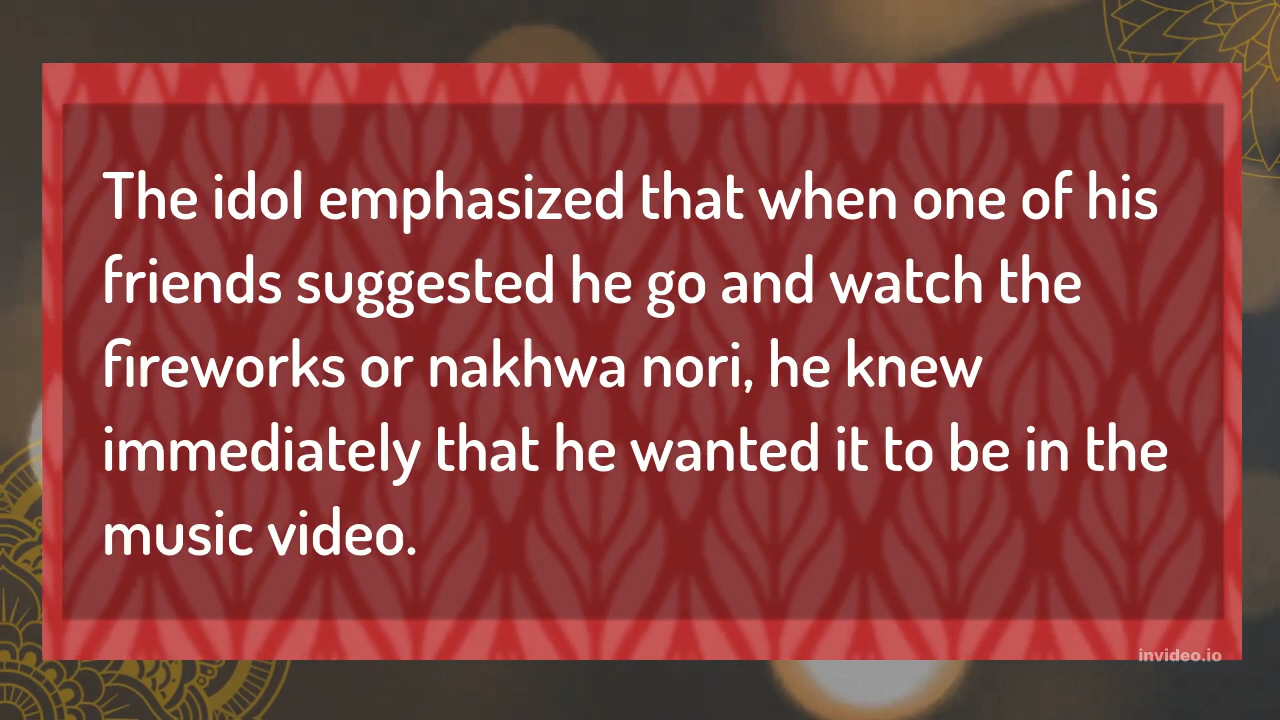 The idol emphasized that when one of his
friends suggested he go and watch the
fireworks or nakhwa nori, he knew
immediately that he wanted it to be in the
music video.
invideo.io